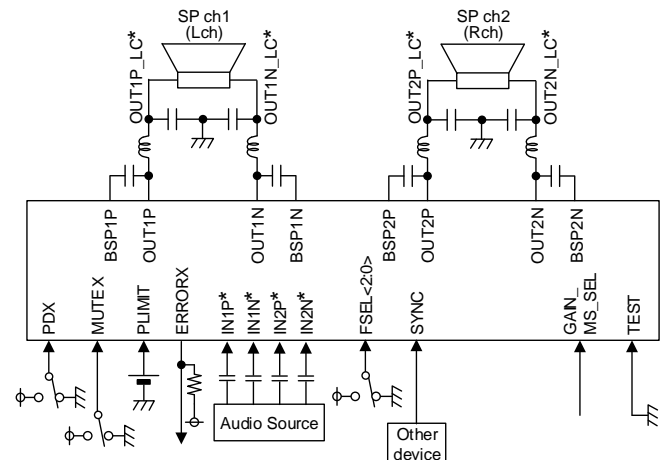 SP ch1
(Lch)
SP ch2
(Rch)
OUT1P_LC*
OUT1N_LC*
OUT2P_LC*
OUT2N_LC*
BSP1P
OUT1P
OUT1N
BSP1N
BSP2P
OUT2P
OUT2N
BSP2N
PDX
MUTEX
PLIMIT
ERRORX
IN1P*
IN1N*
IN2P*
IN2N*
FSEL<2:0>
SYNC
GAIN_
MS_SEL
TEST
Audio Source
Other
device